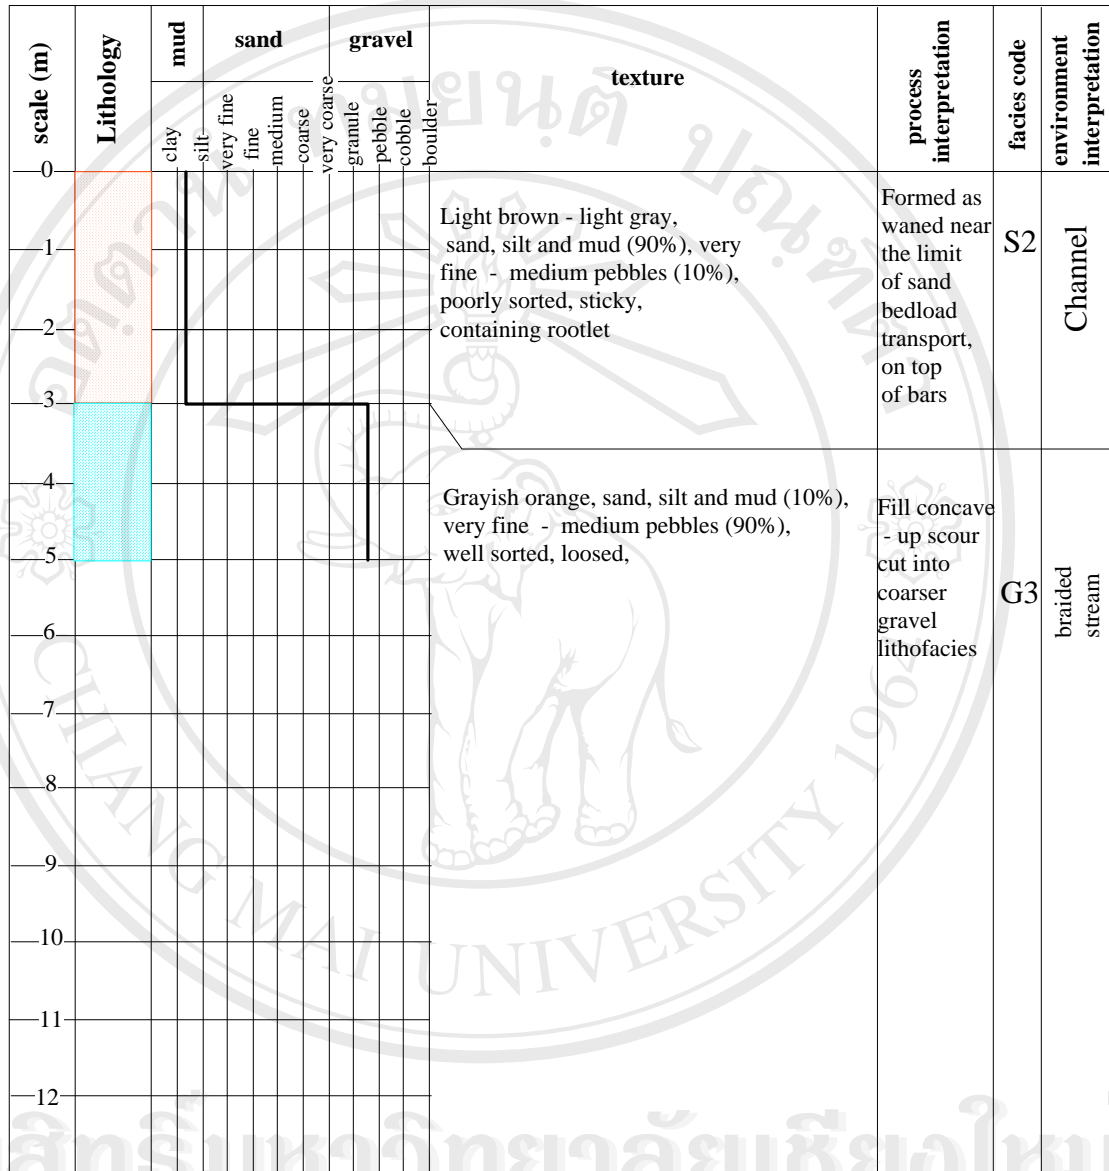 scale (m)
Lithology
mud
sand
gravel
clay
silt
very fine
fine
medium
coarse
very coarse
granule
pebble
cobble
boulder
texture
process
interpretation
facies code
environment
interpretation
0
1
2
3
4
5
6
7
8
9
10
11
12
Light brown - light gray,
sand, silt and mud (90%), very
fine - medium pebbles (10%),
poorly sorted, sticky,
containing rootlet
Formed as
waned near
the limit
of sand
bedload
transport,
on top
of bars
S2
Channel
Grayish orange, sand, silt and mud (10%),
very fine - medium pebbles (90%),
well sorted, loosed,
Fill concave
- up scour
cut into
coarser
gravel
lithofacies
G3
braided
stream
CHIANG MAI UNIVERSITY 1964